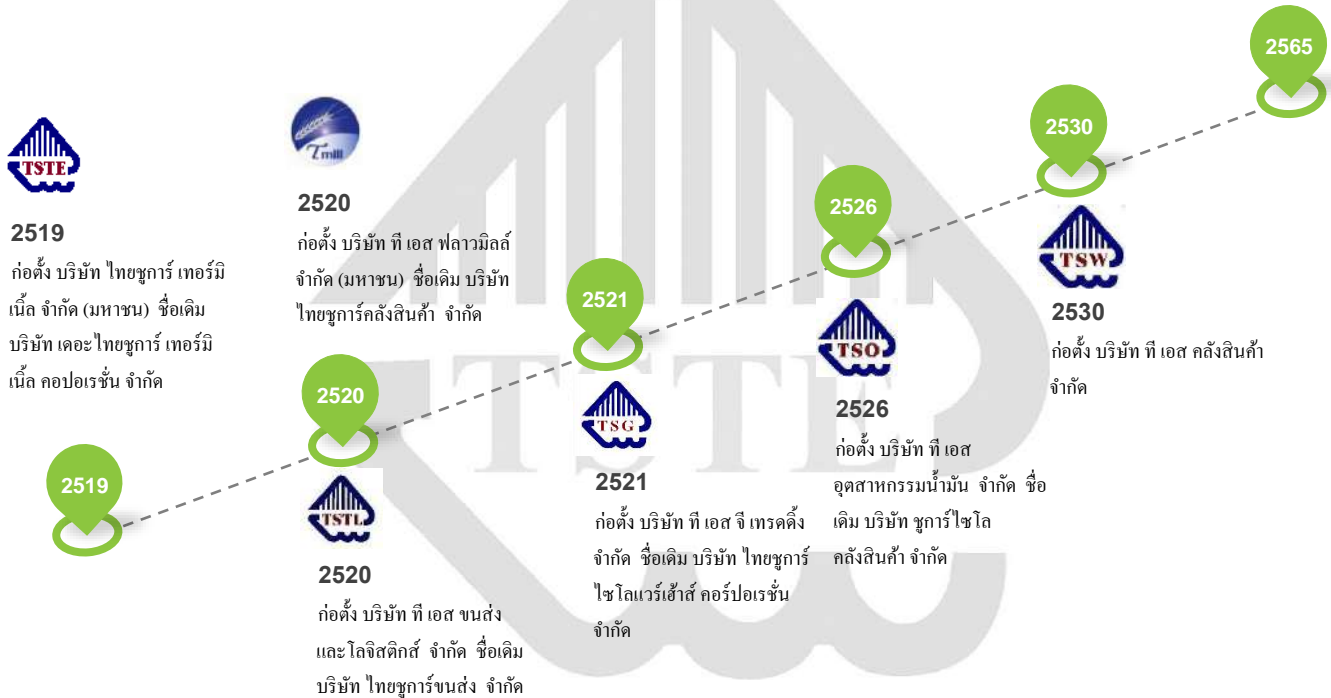 2565
2530
2526
2521
2520
2519
TSTE
TSTE
2519
ก่อตั้ง บริษัท ไทยชูการ์ เทอร์มิ
เนิ้ล จำกัด (มหาชน) ชื่อเดิม
บริษัท เดอะไทยชูการ์ เทอร์มิ
เนิ้ล คอปอเรชั่น จำกัด
Tmill
2520
ก่อตั้ง บริษัท ที เอส ฟลาวมิลล์
จำกัด (มหาชน) ชื่อเดิม บริษัท
ไทยชูการ์คลังสินค้า จำกัด
TSTL
2520
ก่อตั้ง บริษัท ที เอส ขนส่ง
และโลจิสติกส์ จำกัด ชื่อเดิม
บริษัท ไทยชูการ์ขนส่ง จำกัด
TSG
2521
ก่อตั้ง บริษัท ที เอส จี เทรดดิ้ง
จำกัด ชื่อเดิม บริษัท ไทยชูการ์
ไซโลแวร์เฮ้าส์ คอร์ปอเรชั่น
จำกัด
TSO
2526
ก่อตั้ง บริษัท ที เอส
อุตสาหกรรมน้ำมัน จำกัด ชื่อ
เดิม บริษัท ชูการ์ไซโล
คลังสินค้า จำกัด
TSW
2530
ก่อตั้ง บริษัท ที เอส คลังสินค้า
จำกัด